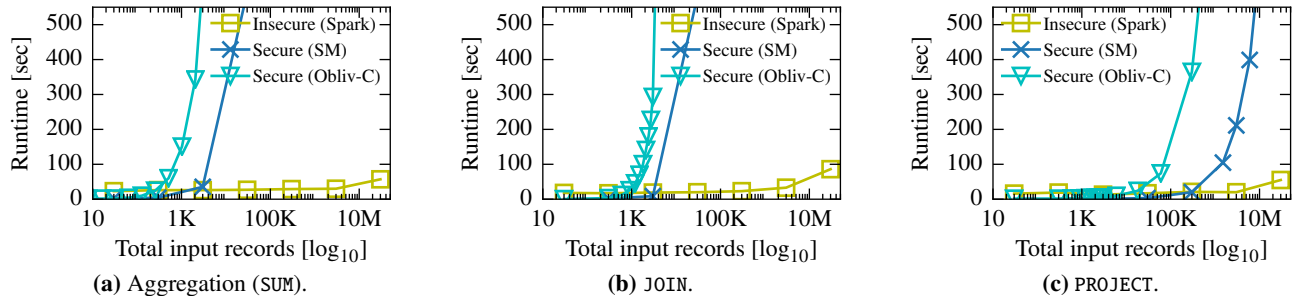 500
400
300
200
100
0
Runtime [sec]
Insecure (Spark)
Secure (SM)
Secure (Obliv-C)
10 1K 100K 10M
Total input records [log10]
(a) Aggregation (SUM).
500
400
300
200
100
0
Runtime [sec]
Insecure (Spark)
Secure (SM)
Secure (Obliv-C)
10 1K 100K 10M
Total input records [log10]
(b) JOIN.
500
400
300
200
100
0
Runtime [sec]
Insecure (Spark)
Secure (SM)
Secure (Obliv-C)
10 1K 100K 10M
Total input records [log10]
(c) PROJECT.